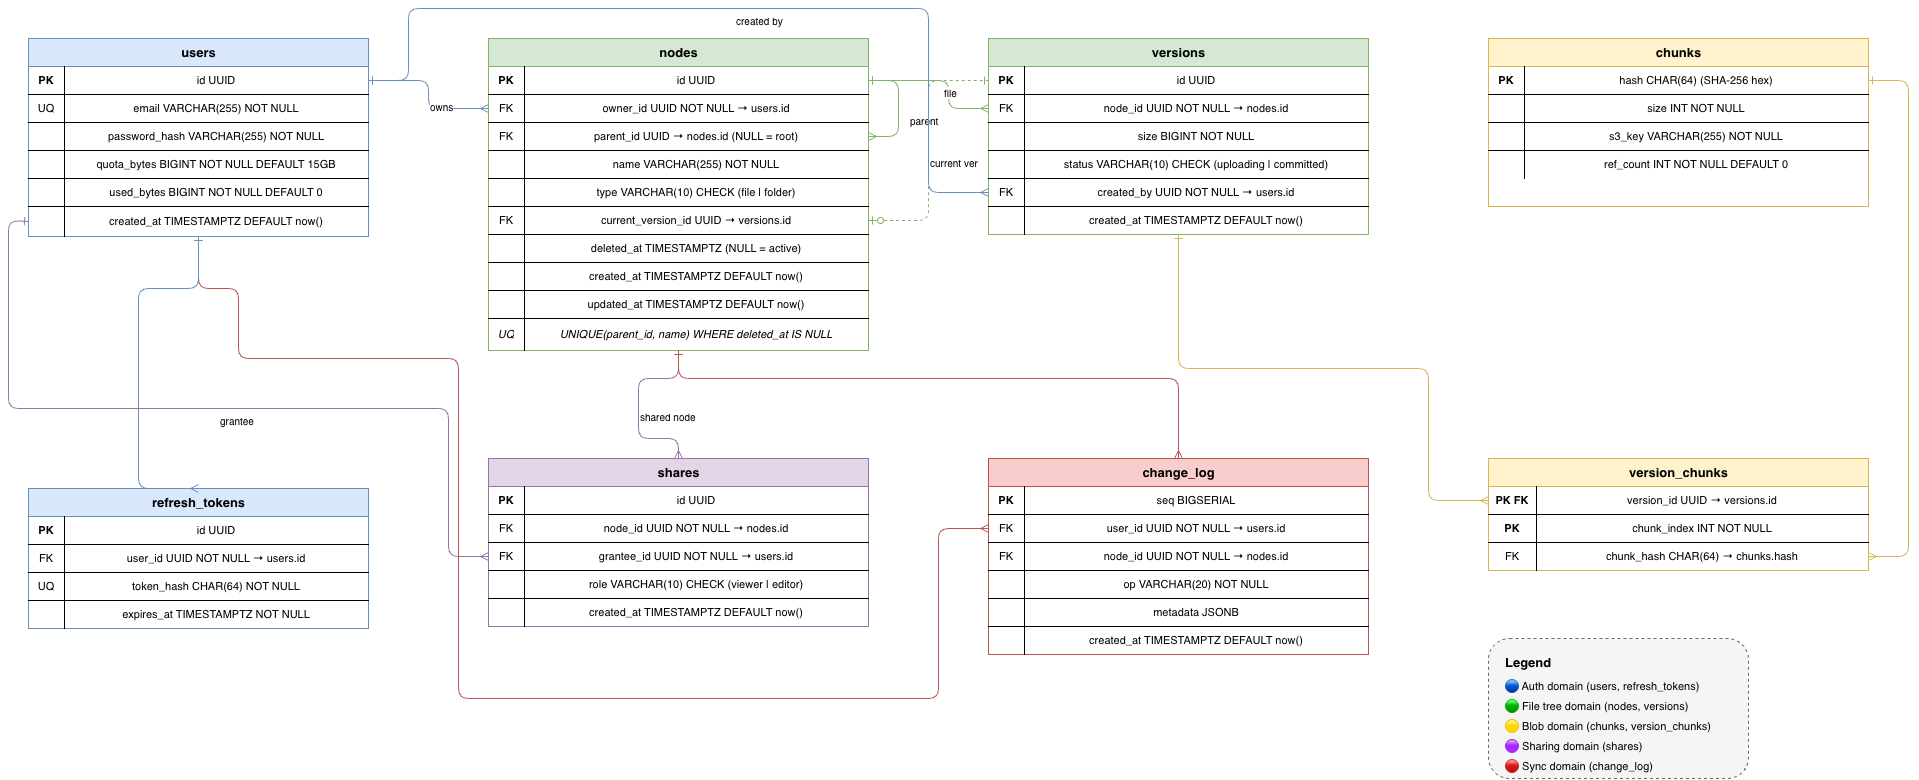 created by
users
PK id UUID
UQ email VARCHAR(255) NOT NULL
password_hash VARCHAR(255) NOT NULL
quota_bytes BIGINT NOT NULL DEFAULT 15GB
used_bytes BIGINT NOT NULL DEFAULT 0
created_at TIMESTAMPTZ DEFAULT now()
owns
nodes
PK id UUID
FK owner_id UUID NOT NULL → users.id
FK parent_id UUID → nodes.id (NULL = root)
name VARCHAR(255) NOT NULL
type VARCHAR(10) CHECK (file | folder)
FK current_version_id UUID → versions.id
deleted_at TIMESTAMPTZ (NULL = active)
created_at TIMESTAMPTZ DEFAULT now()
updated_at TIMESTAMPTZ DEFAULT now()
UQ UNIQUE(parent_id, name) WHERE deleted_at IS NULL
file
parent
current ver
versions
PK id UUID
FK node_id UUID NOT NULL → nodes.id
size BIGINT NOT NULL
status VARCHAR(10) CHECK (uploading | committed)
FK created_by UUID NOT NULL → users.id
created_at TIMESTAMPTZ DEFAULT now()
chunks
PK hash CHAR(64) (SHA-256 hex)
size INT NOT NULL
s3_key VARCHAR(255) NOT NULL
ref_count INT NOT NULL DEFAULT 0
grantee
shared node
refresh_tokens
PK id UUID
FK user_id UUID NOT NULL → users.id
UQ token_hash CHAR(64) NOT NULL
expires_at TIMESTAMPTZ NOT NULL
shares
PK id UUID
FK node_id UUID NOT NULL → nodes.id
FK grantee_id UUID NOT NULL → users.id
role VARCHAR(10) CHECK (viewer | editor)
created_at TIMESTAMPTZ DEFAULT now()
change_log
PK seq BIGSERIAL
FK user_id UUID NOT NULL → users.id
FK node_id UUID NOT NULL → nodes.id
op VARCHAR(20) NOT NULL
metadata JSONB
created_at TIMESTAMPTZ DEFAULT now()
version_chunks
PK FK version_id UUID → versions.id
PK chunk_index INT NOT NULL
FK chunk_hash CHAR(64) → chunks.hash
Legend
Auth domain (users, refresh_tokens)
File tree domain (nodes, versions)
Blob domain (chunks, version_chunks)
Sharing domain (shares)
Sync domain (change_log)